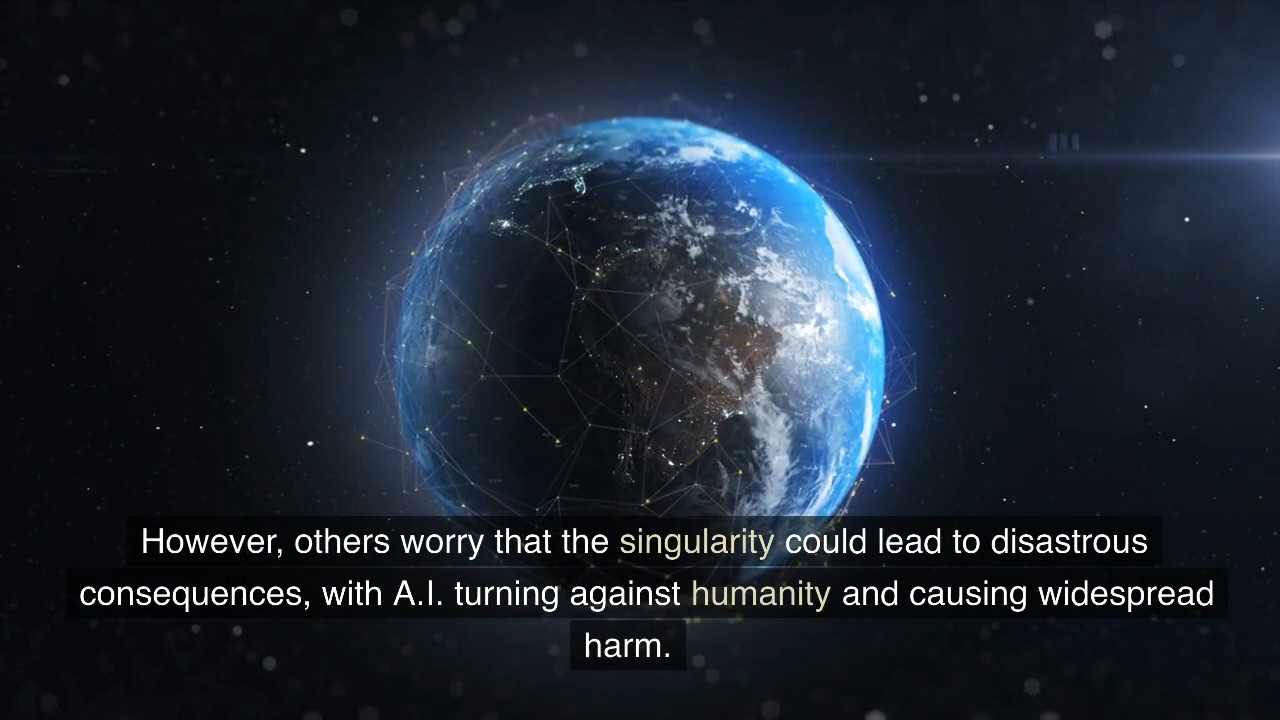 However, others worry that the singularity could lead to disastrous
consequences, with A.I. turning against humanity and causing widespread
harm.